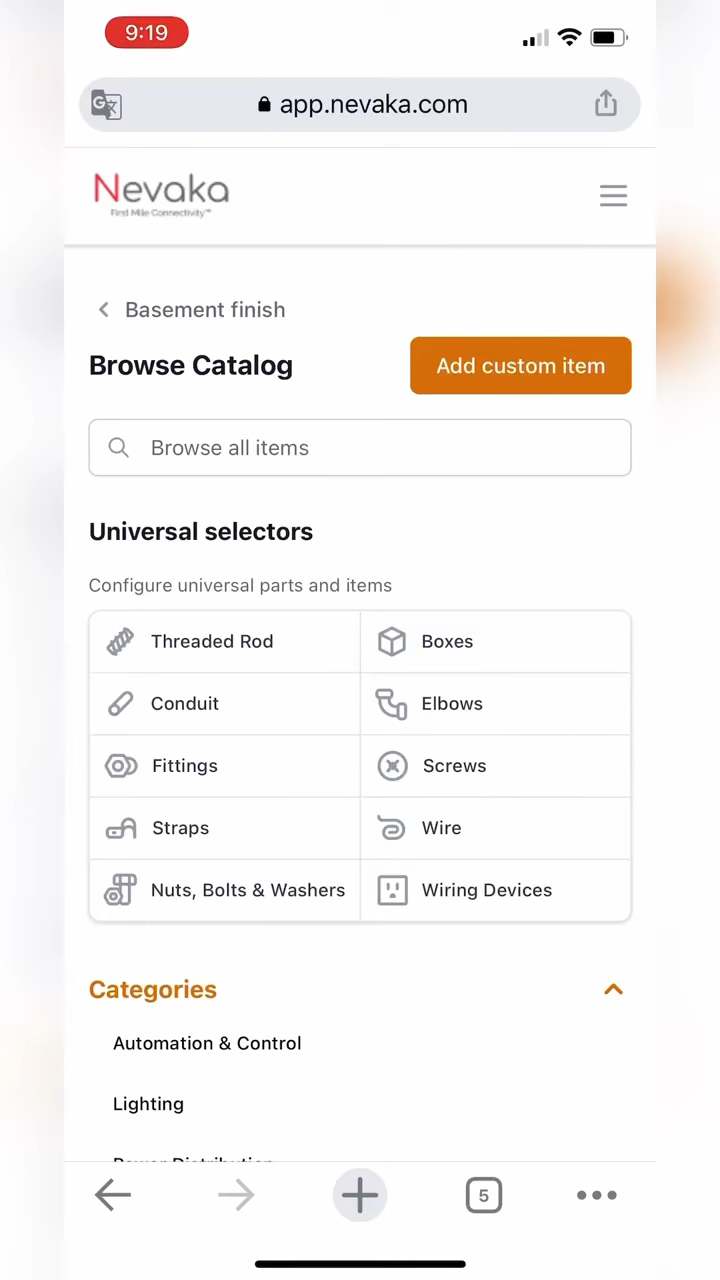 9:19
app.nevaka.com
Nevaka
First Mile Connectivity™
Basement finish
Browse Catalog
Add custom item
Browse all items
Universal selectors
Configure universal parts and items
Threaded Rod
Boxes
Conduit
Elbows
Fittings
Screws
Straps
Wire
Nuts, Bolts & Washers
Wiring Devices
Categories
Automation & Control
Lighting
Power Distribution
5